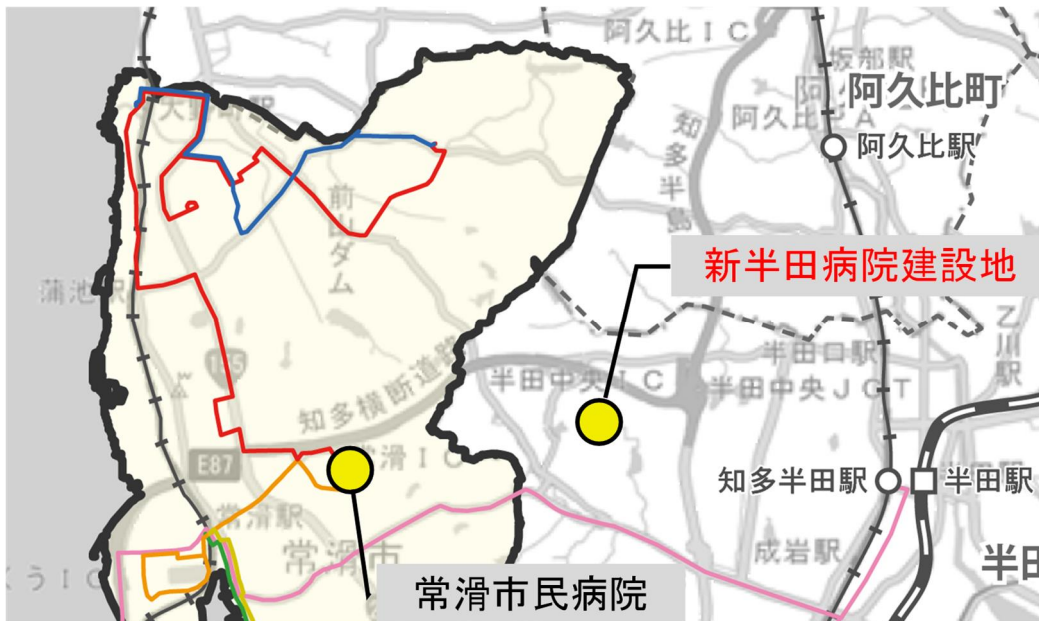 阿久比IC
坂部駅
阿久比町
大野町駅
阿久比PA
阿久比駅
知多半島
前山ダム
新半田病院建設地
蒲池駅
乙川駅
155
半田口駅
半田中央IC
半田中央JCT
知多横断道路
E87
常滑IC
知多半田駅
半田駅
常滑駅
常滑市
成岩駅
くうIC
常滑市民病院